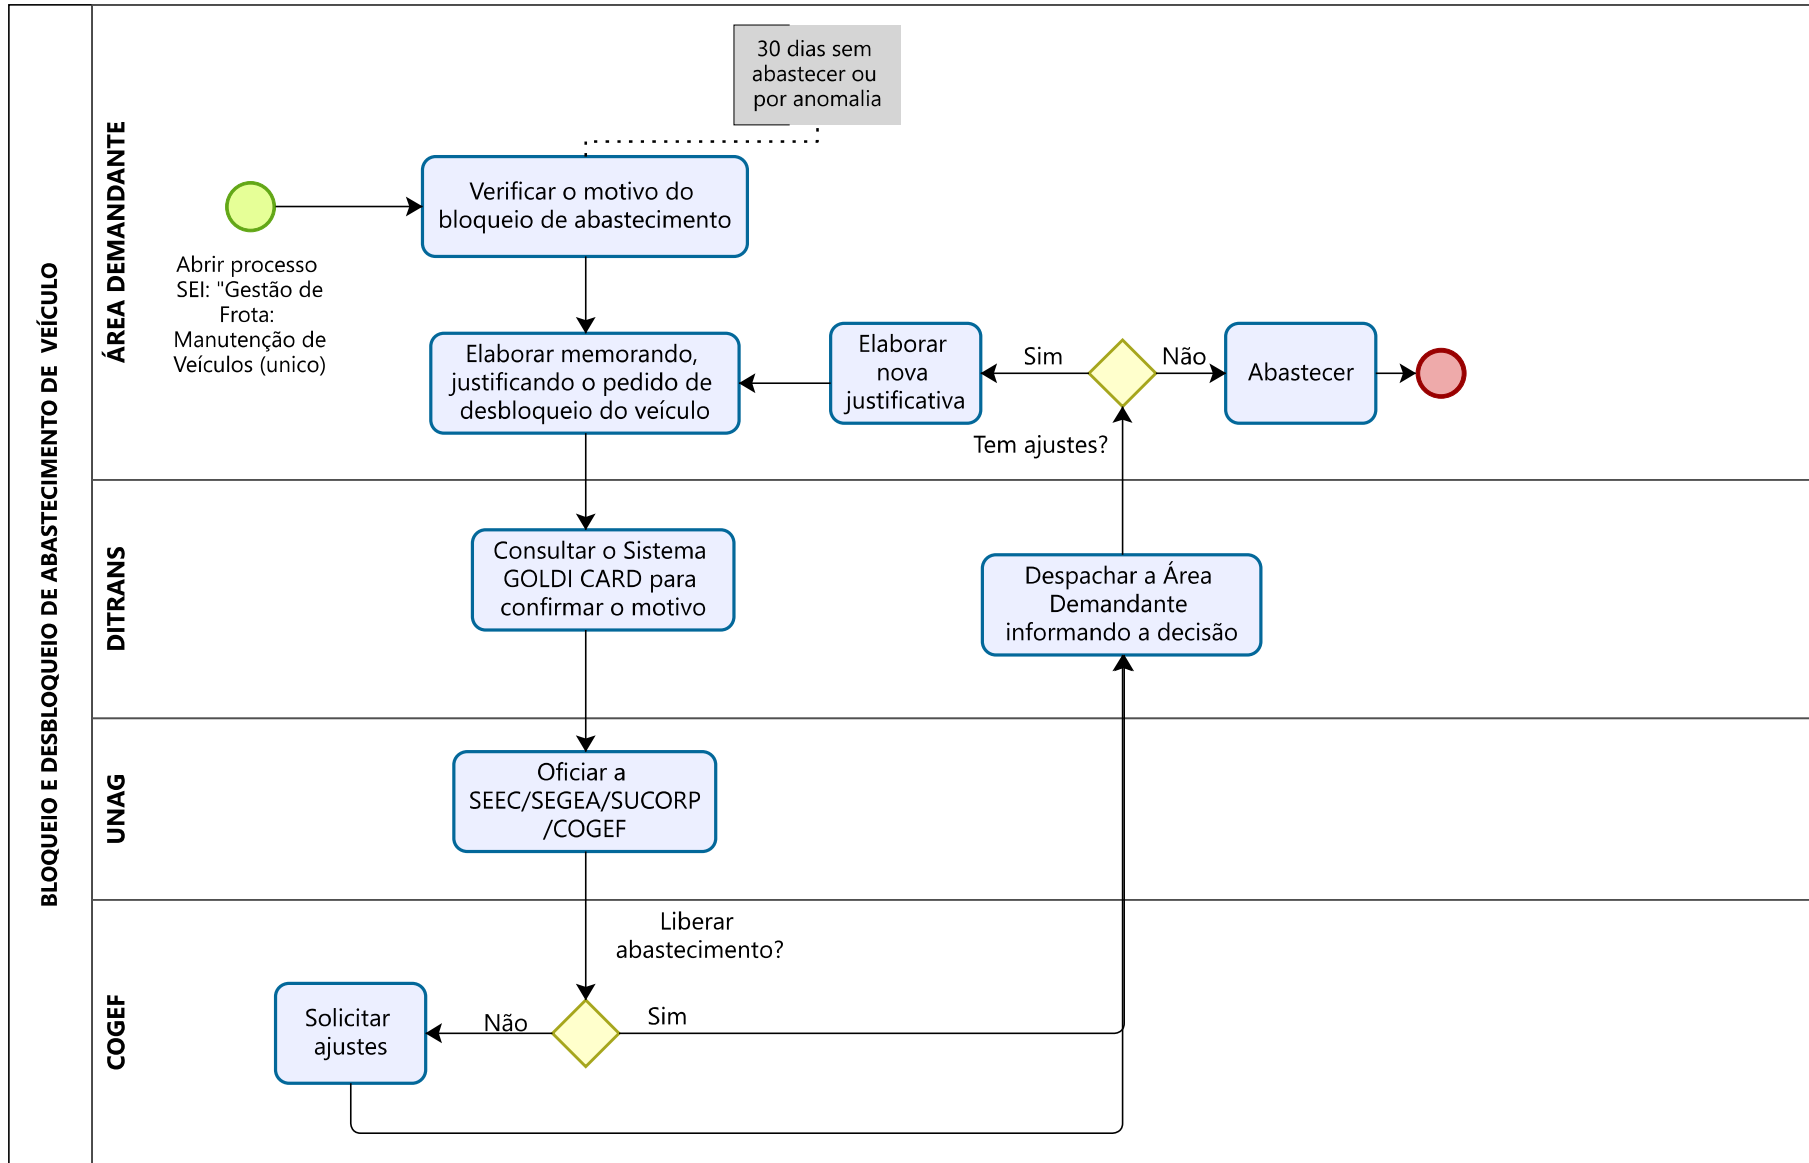 BLOQUEIO E DESBLOQUEIO DE ABASTECIMENTO DE VEÍCULO
ÁREA DEMANDANTE
30 dias sem
abastecer ou
por anomalia
Verificar o motivo do
bloqueio de abastecimento
Abrir processo
SEI: "Gestão de
Frota:
Manutenção de
Veículos (unico)
Elaborar memorando,
justificando o pedido de
desbloqueio do veículo
Elaborar
nova
justificativa
Sim
Não
Abastecer
Tem ajustes?
DITRANS
Consultar o Sistema
GOLDI CARD para
confirmar o motivo
Despachar a Área
Demandante
informando a decisão
UNAG
Oficiar a
SEEC/SEGEA/SUCORP
/COGEF
COGEF
Liberar
abastecimento?
Solicitar
ajustes
Não
Sim